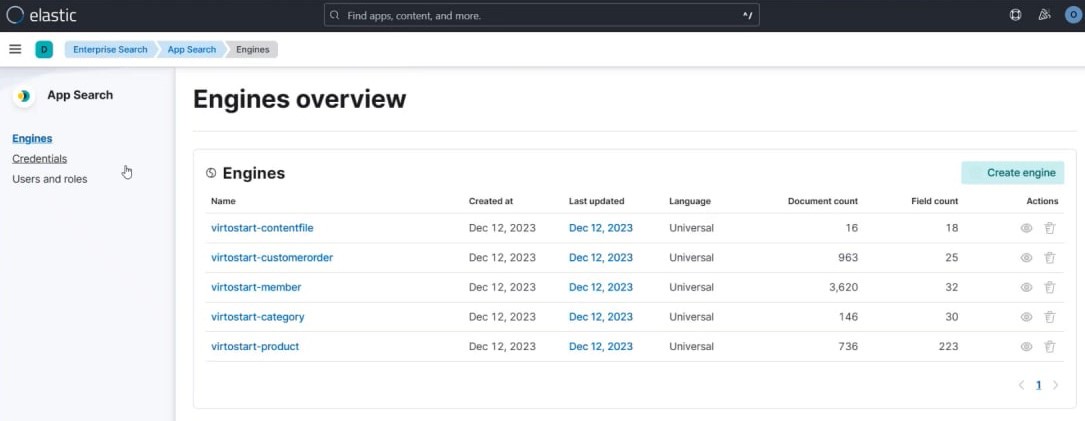 elastic
Find apps, content, and more. ^/ O
D Enterprise Search App Search Engines
App Search
Engines
Credentials
Users and roles
Engines overview
Engines Create engine
Name Created at Last updated Language Document count Field count Actions
virtostart-contentfile Dec 12, 2023 Dec 12, 2023 Universal 16 18
virtostart-customerorder Dec 12, 2023 Dec 12, 2023 Universal 963 25
virtostart-member Dec 12, 2023 Dec 12, 2023 Universal 3,620 32
virtostart-category Dec 12, 2023 Dec 12, 2023 Universal 146 30
virtostart-product Dec 12, 2023 Dec 12, 2023 Universal 736 223
1